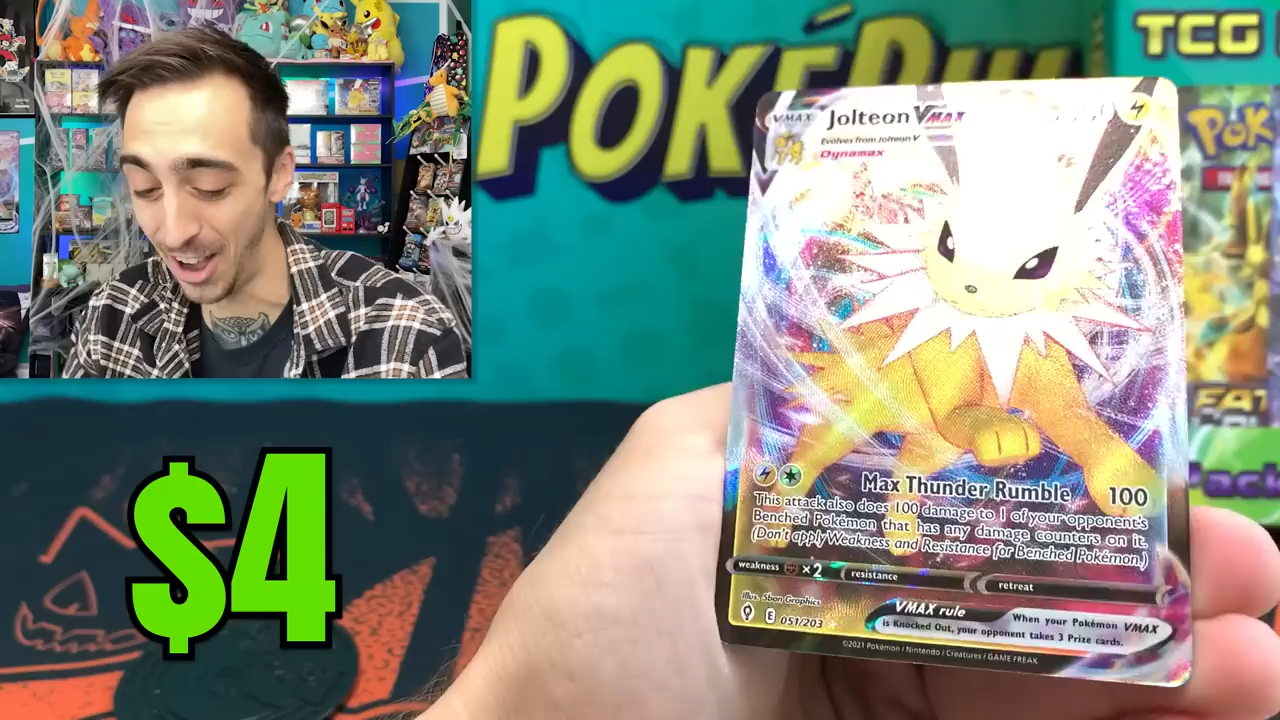 POKÉPUL
TCG
POK
VMAX Jolteon VMAX
Evolves from Jolteon V
Dynamax
Max Thunder Rumble 100
This attack also does 100 damage to 1 of your opponent's
Benched Pokémon that has any damage counters on it.
(Don't apply Weakness and Resistance for Benched Pokémon.)
weakness ×2 resistance retreat
Illus. 5ban Graphics
E 051/203
VMAX rule
When your Pokémon VMAX
is Knocked Out, your opponent takes 3 Prize cards.
©2021 Pokémon / Nintendo / Creatures / GAME FREAK
$4